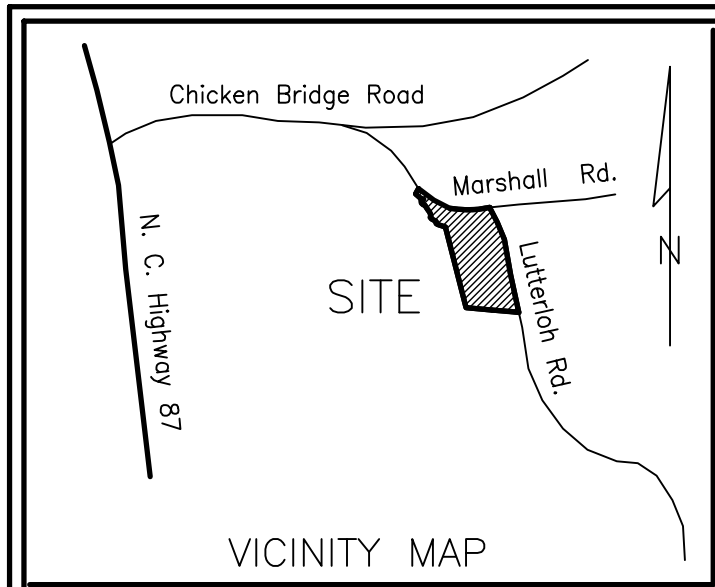 Chicken Bridge Road
Marshall Rd.
N. C. Highway 87
N
Lutterloh Rd.
SITE
VICINITY MAP